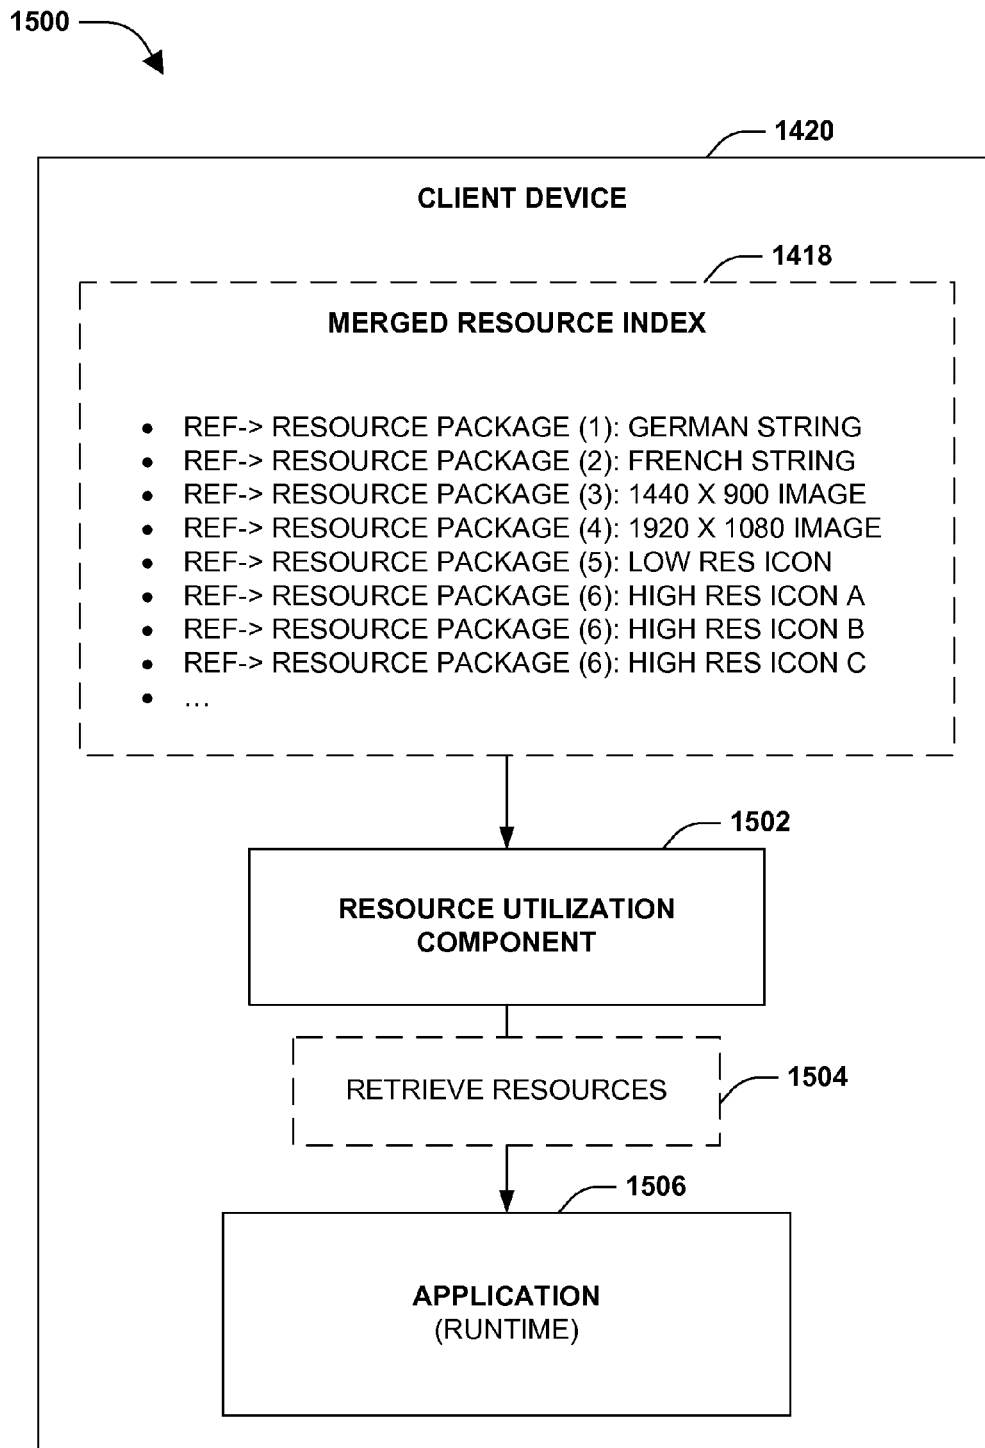 1500
1420
CLIENT DEVICE
1418
MERGED RESOURCE INDEX
• REF-> RESOURCE PACKAGE (1): GERMAN STRING
• REF-> RESOURCE PACKAGE (2): FRENCH STRING
• REF-> RESOURCE PACKAGE (3): 1440 X 900 IMAGE
• REF-> RESOURCE PACKAGE (4): 1920 X 1080 IMAGE
• REF-> RESOURCE PACKAGE (5): LOW RES ICON
• REF-> RESOURCE PACKAGE (6): HIGH RES ICON A
• REF-> RESOURCE PACKAGE (6): HIGH RES ICON B
• REF-> RESOURCE PACKAGE (6): HIGH RES ICON C
• ...
1502
RESOURCE UTILIZATION
COMPONENT
RETRIEVE RESOURCES
1504
1506
APPLICATION
(RUNTIME)